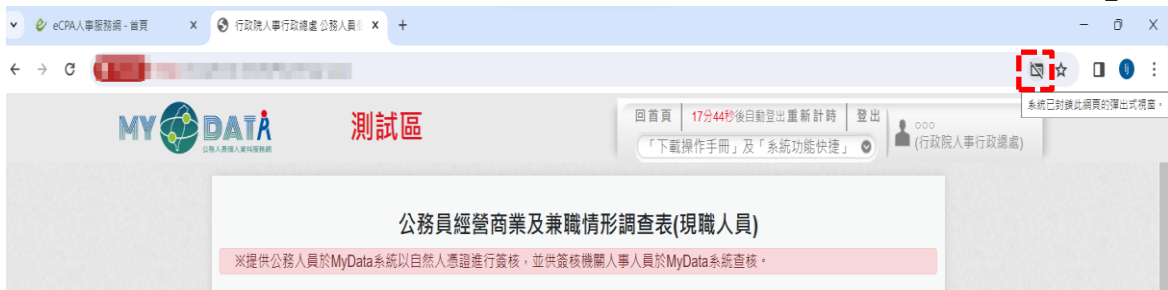 eCPA人事服務網 - 首頁
行政院人事行政總處 公務人員
系統已封鎖此網頁的彈出式視窗。
MYDATA
公務人員個人資料服務網
測試區
回首頁 17分44秒後自動登出重新計時 登出
「下載操作手冊」及「系統功能快捷」
ooo
(行政院人事行政總處)
公務員經營商業及兼職情形調查表(現職人員)
※提供公務人員於MyData系統以自然人憑證進行簽核，並供簽核機關人事人員於MyData系統查核。